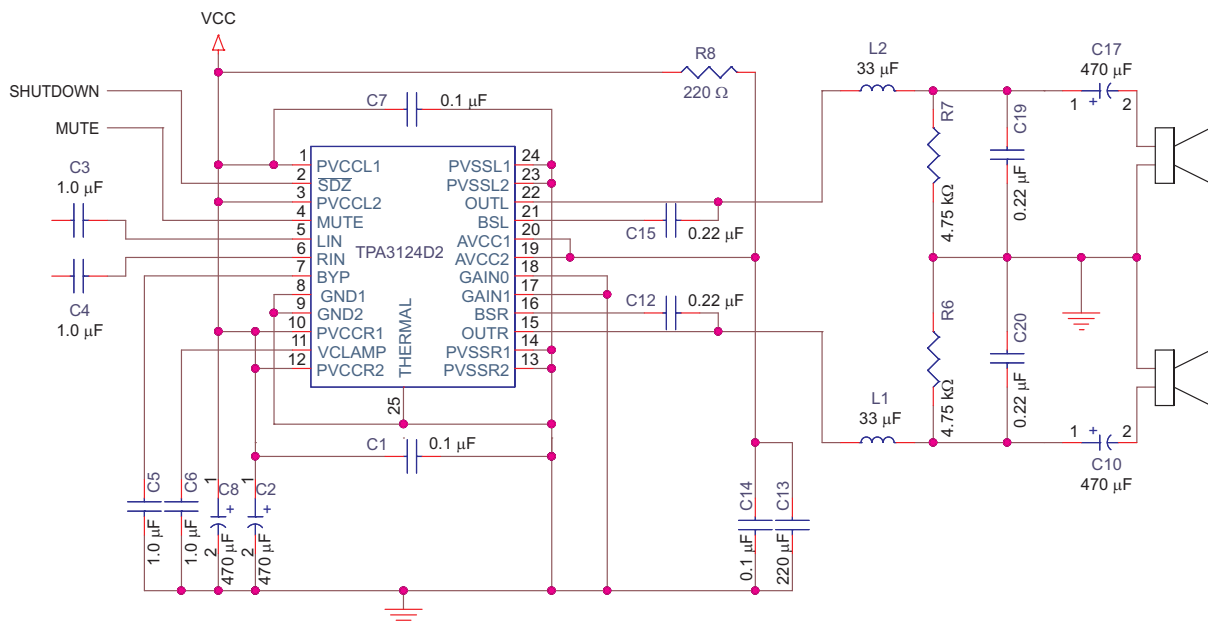 VCC
SHUTDOWN
MUTE
C3
1.0 µF
C4
1.0 µF
C7
0.1 µF
R8
220 Ω
L2
33 µF
C17
470 µF
1 + 2
R7
4.75 kΩ
C19
0.22 µF
1 PVCCL1
2 SDZ
3 PVCCL2
4 MUTE
5 LIN
6 RIN
7 BYP
8 GND1
9 GND2
10 PVCCR1
11 VCLAMP
12 PVCCR2
TPA3124D2
THERMAL
25
PVSSL1 24
PVSSL2 23
OUTL 22
BSL 21
AVCC1 20
AVCC2 19
GAIN0 18
GAIN1 17
BSR 16
OUTR 15
PVSSR1 14
PVSSR2 13
C15
0.22 µF
C12
0.22 µF
R6
4.75 kΩ
C20
0.22 µF
L1
33 µF
1 + 2
C10
470 µF
C1
0.1 µF
C5
1.0 µF
C6
1.0 µF
1
C8
+
2
470 µF
1
C2
+
2
470 µF
C14
0.1 µF
C13
220 µF